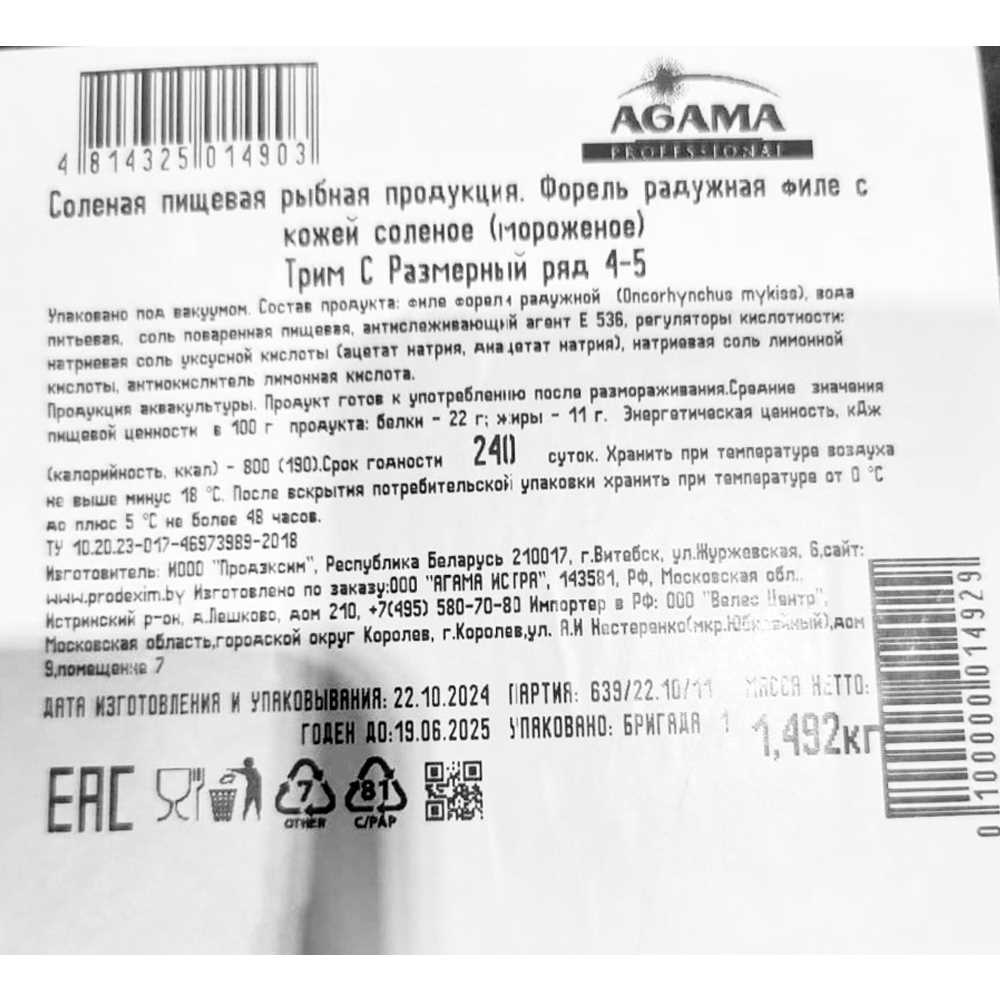 4 814325 014903
AGAMA
PROFESSIONAL
Соленая пищевая рыбная продукция. Форель радужная филе с
кожей соленое (мороженое)
Трим С Размерный ряд 4-5
Упаковано под вакуумом. Состав продукта: филе форели радужной (Oncorhynchus mykiss), вода
питьевая, соль поваренная пищевая, антислеживающий агент Е 536, регуляторы кислотности:
натриевая соль уксусной кислоты (ацетат натрия, диацетат натрия), натриевая соль лимонной
кислоты, антиокислитель лимонная кислота.
Продукция аквакультуры. Продукт готов к употреблению после размораживания.Средние значения
пищевой ценности в 100 г продукта: белки - 22 г; жиры - 11 г. Энергетическая ценность, кДж
(калорийность, ккал) - 800 (190).Срок годности 240 суток. Хранить при температуре воздуха
не выше минус 18 °С. После вскрытия потребительской упаковки хранить при температуре от 0 °С
до плюс 5 °С не более 48 часов.
ТУ 10.20.23-017-46973989-2018
Изготовитель: ИООО "Продэксим", Республика Беларусь 210017, г.Витебск, ул.Журжевская, 6,сайт:
www.prodexim.by Изготовлено по заказу:ООО "АГАМА ИСТРА", 143581, РФ, Московская обл.,
Истринский р-он, д.Лешково, дом 210, +7(495) 580-70-80 Импортер в РФ: ООО "Велес Центр",
Московская область,городской округ Королев, г.Королев,ул. А.И Нестеренко(мкр.Юбилейный),дом
9,помещение 7
ДАТА ИЗГОТОВЛЕНИЯ И УПАКОВЫВАНИЯ: 22.10.2024 ПАРТИЯ: 639/22.10/11 МАССА НЕТТО:
ГОДЕН ДО:19.06.2025 УПАКОВАНО: БРИГАДА 1 1,492кг
EAC
7
OTHER
81
C/PAP